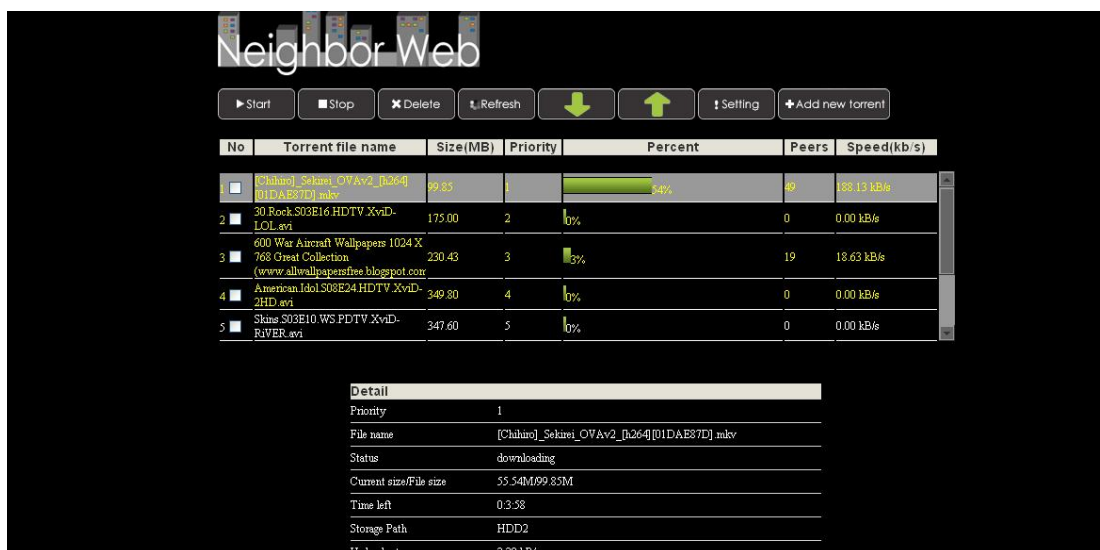 Neighbor Web
Start Stop Delete Refresh Setting Add new torrent
No Torrent file name Size(MB) Priority Percent Peers Speed(kb/s)
1 [Chihiro]_Sekirei_OVAv2_[h264] 99.85 1 54% 49 188.13 kB/s
[01DAE87D].mkv
2 30.Rock.S03E16.HDTV.XviD- 175.00 2 0% 0 0.00 kB/s
LOL.avi
600 War Aircraft Wallpapers 1024 X
3 768 Great Collection 230.43 3 3% 19 18.63 kB/s
(www.allwallpapersfree.blogspot.com
4 American.Idol.S08E24.HDTV.XviD- 349.80 4 0% 0 0.00 kB/s
2HD.avi
5 Skins.S03E10.WS.PDTV.XviD- 347.60 5 0% 0 0.00 kB/s
RiVER.avi
Detail
Priority 1
File name [Chihiro]_Sekirei_OVAv2_[h264][01DAE87D].mkv
Status downloading
Current size/File size 55.54M/99.85M
Time left 0:3:58
Storage Path HDD2